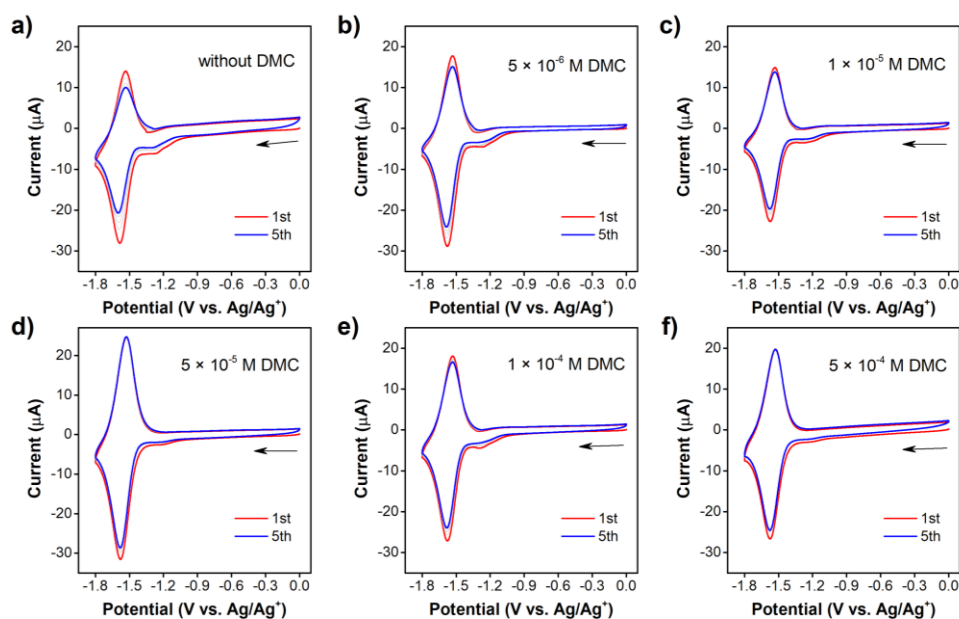 a)
without DMC
20
10
0
-10
-20
-30
Current (μA)
1st
5th
-1.8 -1.5 -1.2 -0.9 -0.6 -0.3 0.0
Potential (V vs. Ag/Ag⁺)
b)
5 × 10⁻⁶ M DMC
20
10
0
-10
-20
-30
Current (μA)
1st
5th
-1.8 -1.5 -1.2 -0.9 -0.6 -0.3 0.0
Potential (V vs. Ag/Ag⁺)
c)
1 × 10⁻⁵ M DMC
20
10
0
-10
-20
-30
Current (μA)
1st
5th
-1.8 -1.5 -1.2 -0.9 -0.6 -0.3 0.0
Potential (V vs. Ag/Ag⁺)
d)
5 × 10⁻⁵ M DMC
20
10
0
-10
-20
-30
Current (μA)
1st
5th
-1.8 -1.5 -1.2 -0.9 -0.6 -0.3 0.0
Potential (V vs. Ag/Ag⁺)
e)
1 × 10⁻⁴ M DMC
20
10
0
-10
-20
-30
Current (μA)
1st
5th
-1.8 -1.5 -1.2 -0.9 -0.6 -0.3 0.0
Potential (V vs. Ag/Ag⁺)
f)
5 × 10⁻⁴ M DMC
20
10
0
-10
-20
-30
Current (μA)
1st
5th
-1.8 -1.5 -1.2 -0.9 -0.6 -0.3 0.0
Potential (V vs. Ag/Ag⁺)